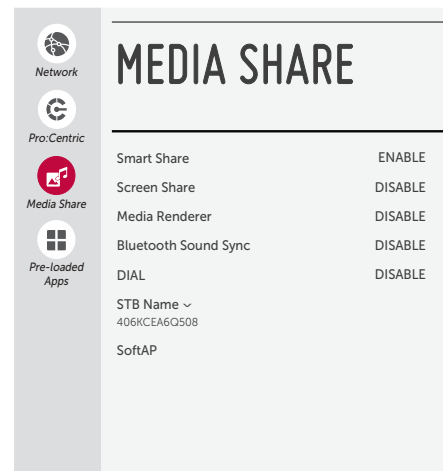 Network
Pro:Centric
Media Share
Pre-loaded
Apps
MEDIA SHARE
Smart Share ENABLE
Screen Share DISABLE
Media Renderer DISABLE
Bluetooth Sound Sync DISABLE
DIAL DISABLE
STB Name
406KCEA6Q508
SoftAP